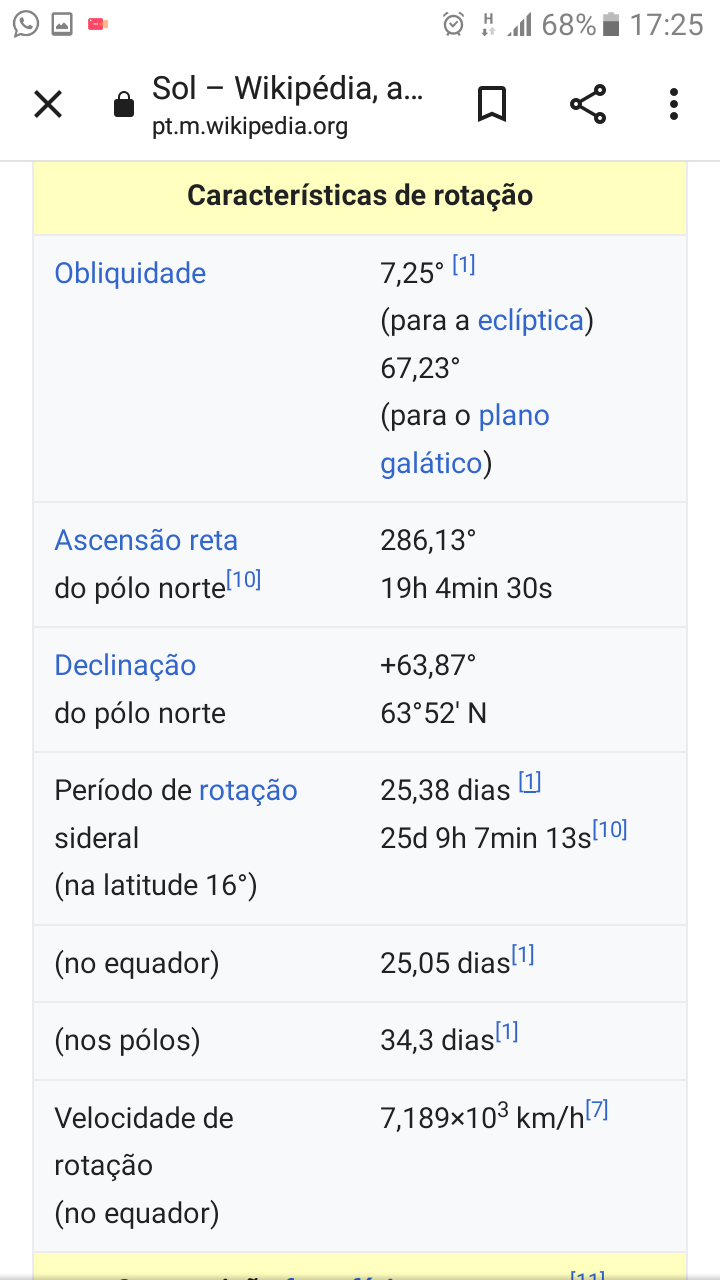 68% 17:25
Sol – Wikipédia, a...
pt.m.wikipedia.org
Características de rotação
Obliquidade 7,25° [1]
(para a eclíptica)
67,23°
(para o plano
galático)
Ascensão reta 286,13°
do pólo norte[10] 19h 4min 30s
Declinação +63,87°
do pólo norte 63°52' N
Período de rotação 25,38 dias [1]
sideral 25d 9h 7min 13s[10]
(na latitude 16°)
(no equador) 25,05 dias[1]
(nos pólos) 34,3 dias[1]
Velocidade de 7,189×10³ km/h[7]
rotação
(no equador)
[11]